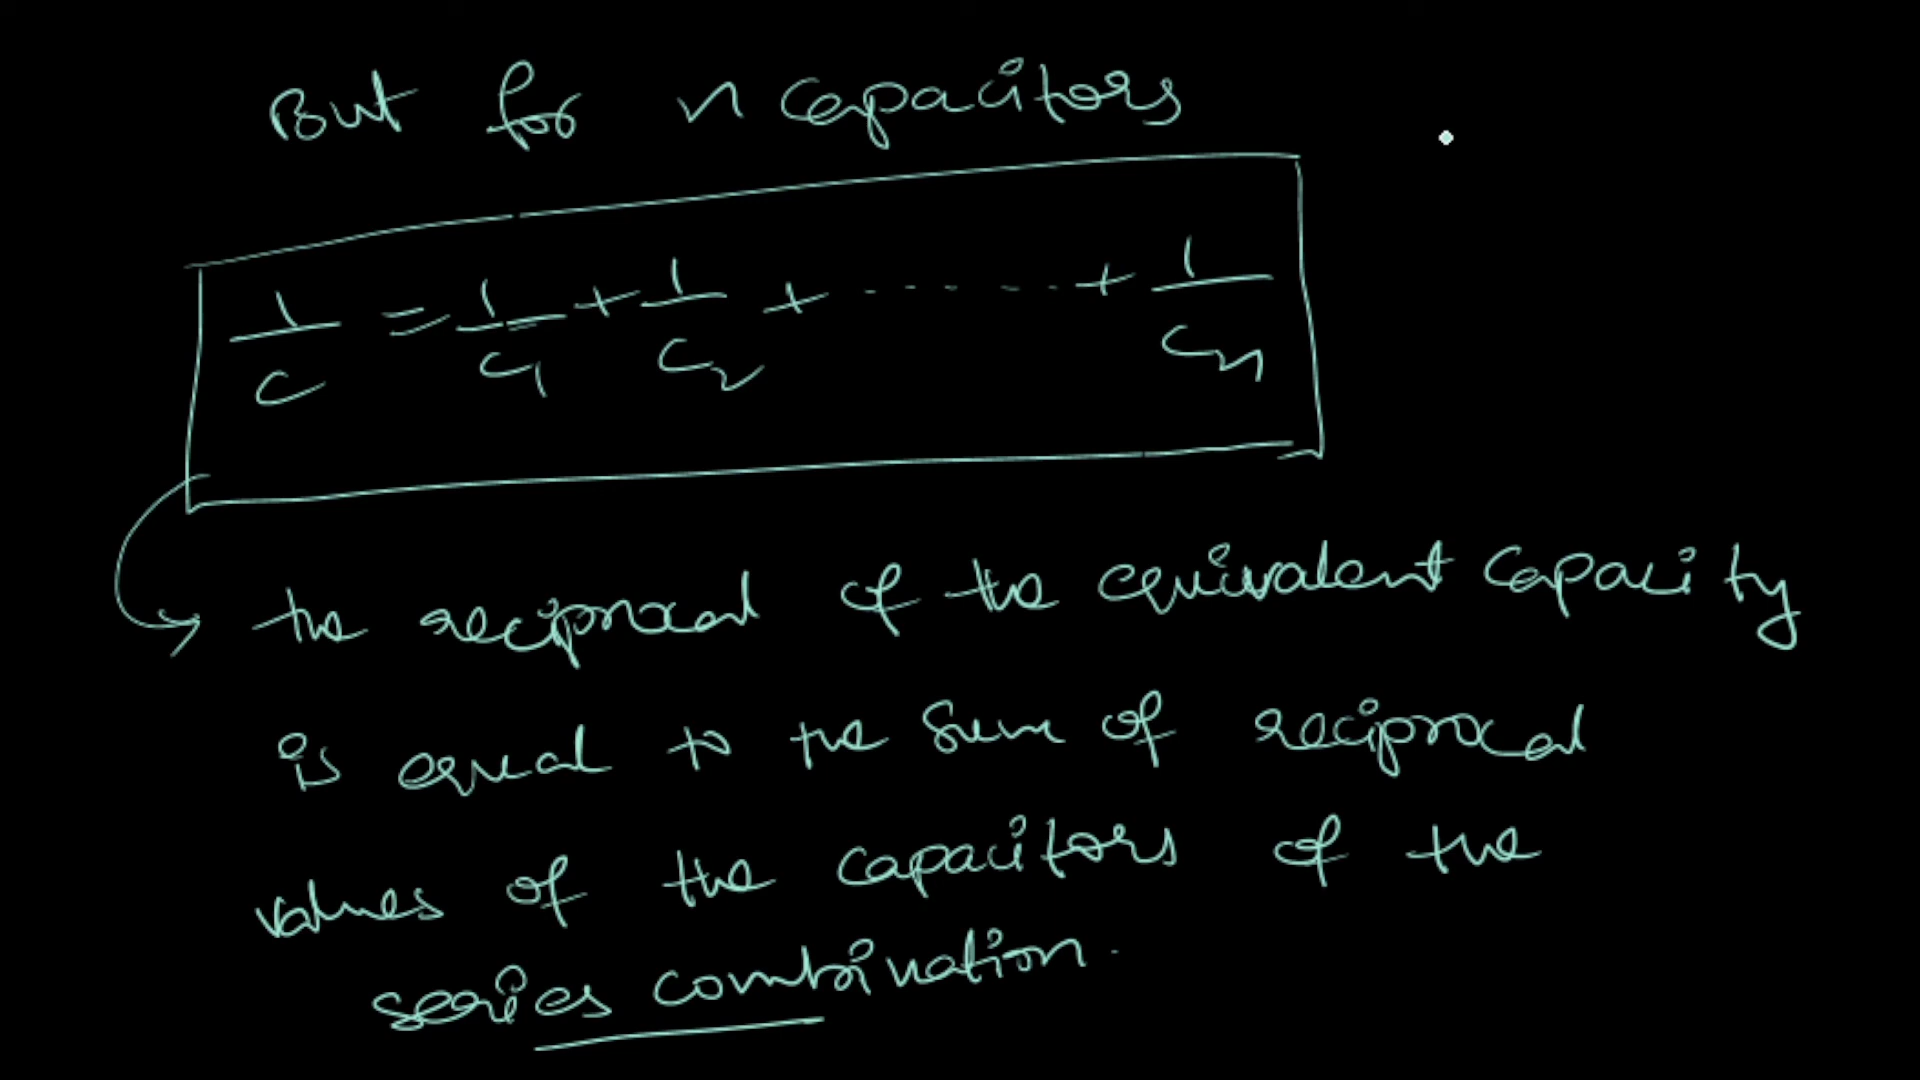 But for n capacitors
1/C = 1/C1 + 1/C2 + ....... + 1/Cn
the reciprocal of the equivalent capacity
is equal to the sum of reciprocal
values of the capacitors of the
series combination.